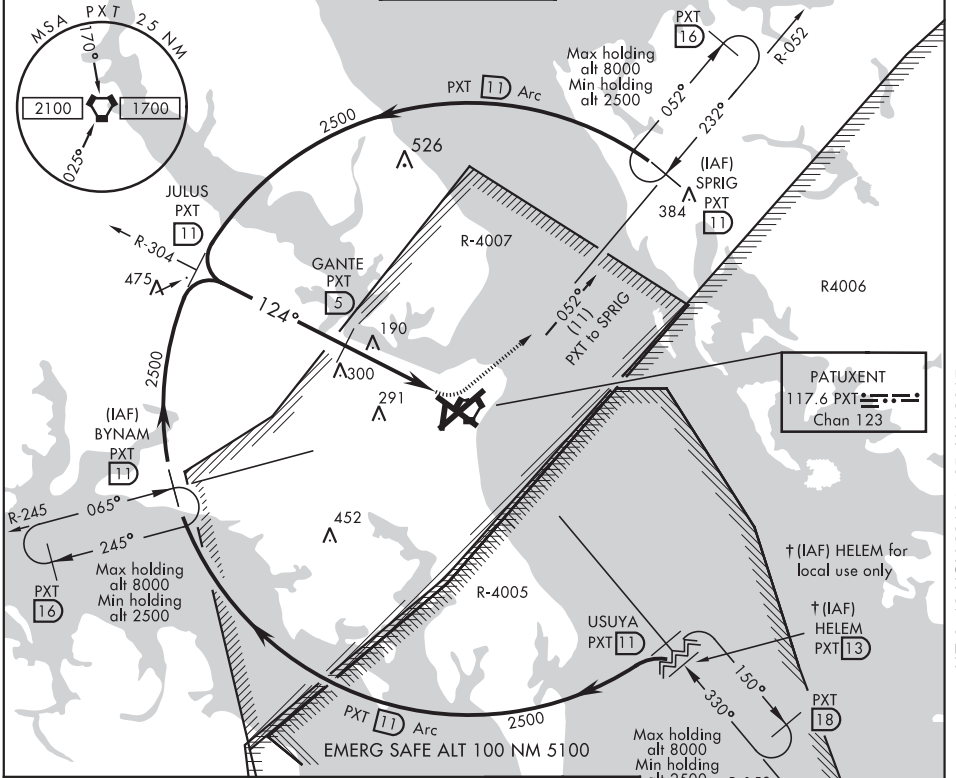 MSA PXT 25 NM
170°
2100
1700
025°
PXT
16
Max holding
alt 8000
Min holding
alt 2500
052°
232°
R-052
PXT 11 Arc
2500
526
(IAF)
SPRIG
PXT
11
384
JULUS
PXT
11
R-304
475
R-4007
GANTE
PXT
5
R4006
124°
190
300
291
052°
(11)
PXT to SPRIG
PATUXENT
117.6 PXT
Chan 123
2500
(IAF)
BYNAM
PXT
11
R-245
065°
245°
PXT
16
Max holding
alt 8000
Min holding
alt 2500
452
R-4005
†(IAF) HELEM for
local use only
USUYA
PXT 11
†(IAF)
HELEM
PXT 13
150°
330°
PXT
18
PXT 11 Arc
2500
EMERG SAFE ALT 100 NM 5100
Max holding
alt 8000
Min holding
alt 2500